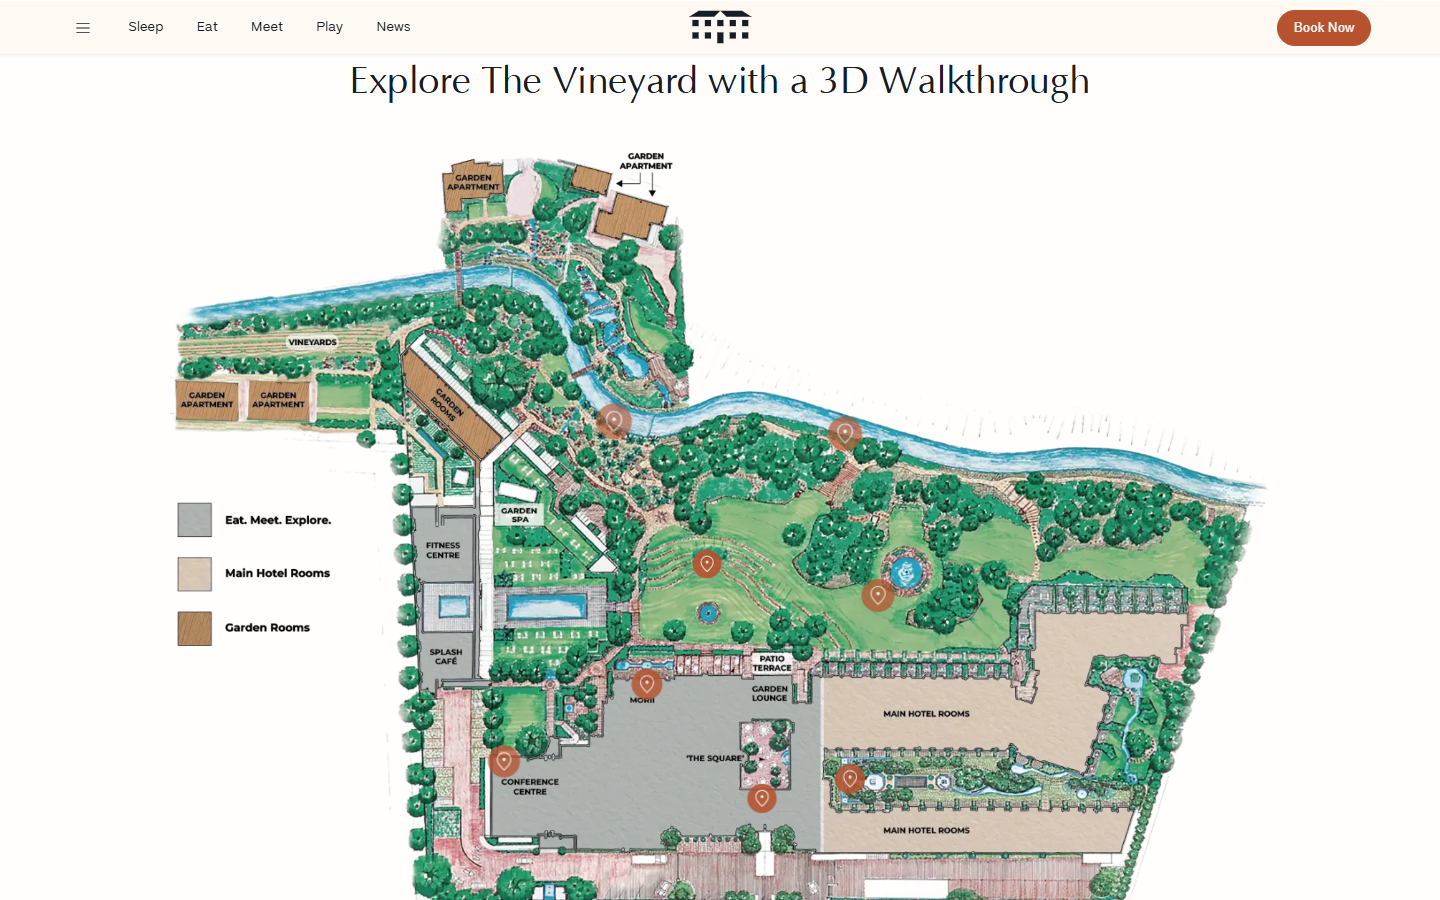 Sleep
Eat
Meet
Play
News
Book Now
Explore The Vineyard with a 3D Walkthrough
GARDEN
APARTMENT
GARDEN
APARTMENT
VINEYARDS
GARDEN
APARTMENT
GARDEN
APARTMENT
GARDEN
ROOMS
GARDEN
SPA
Eat. Meet. Explore.
FITNESS
CENTRE
Main Hotel Rooms
Garden Rooms
SPLASH
CAFÉ
PATIO
TERRACE
GARDEN
LOUNGE
MAIN HOTEL ROOMS
'THE SQUARE'
CONFERENCE
CENTRE
MAIN HOTEL ROOMS